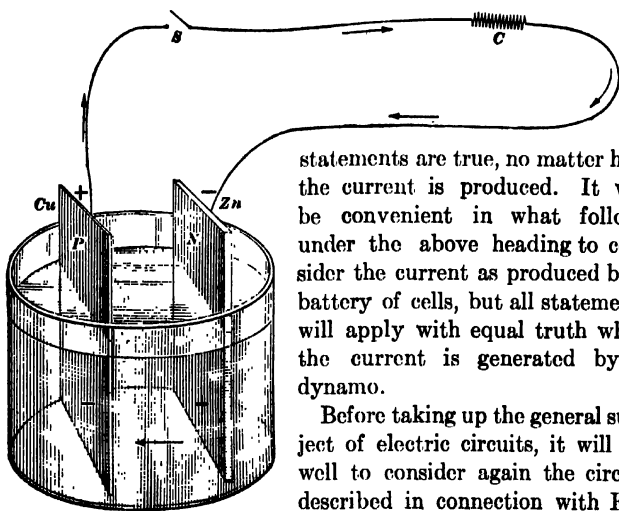 S
C
statements are true, no matter h
the current is produced. It
be convenient in what follo
under the above heading to c
sider the current as produced b
battery of cells, but all stateme
will apply with equal truth wh
the current is generated by
dynamo.
Before taking up the general su
ject of electric circuits, it will
well to consider again the circ
described in connection with
+
Cu
P
−
Zn
N
−
+